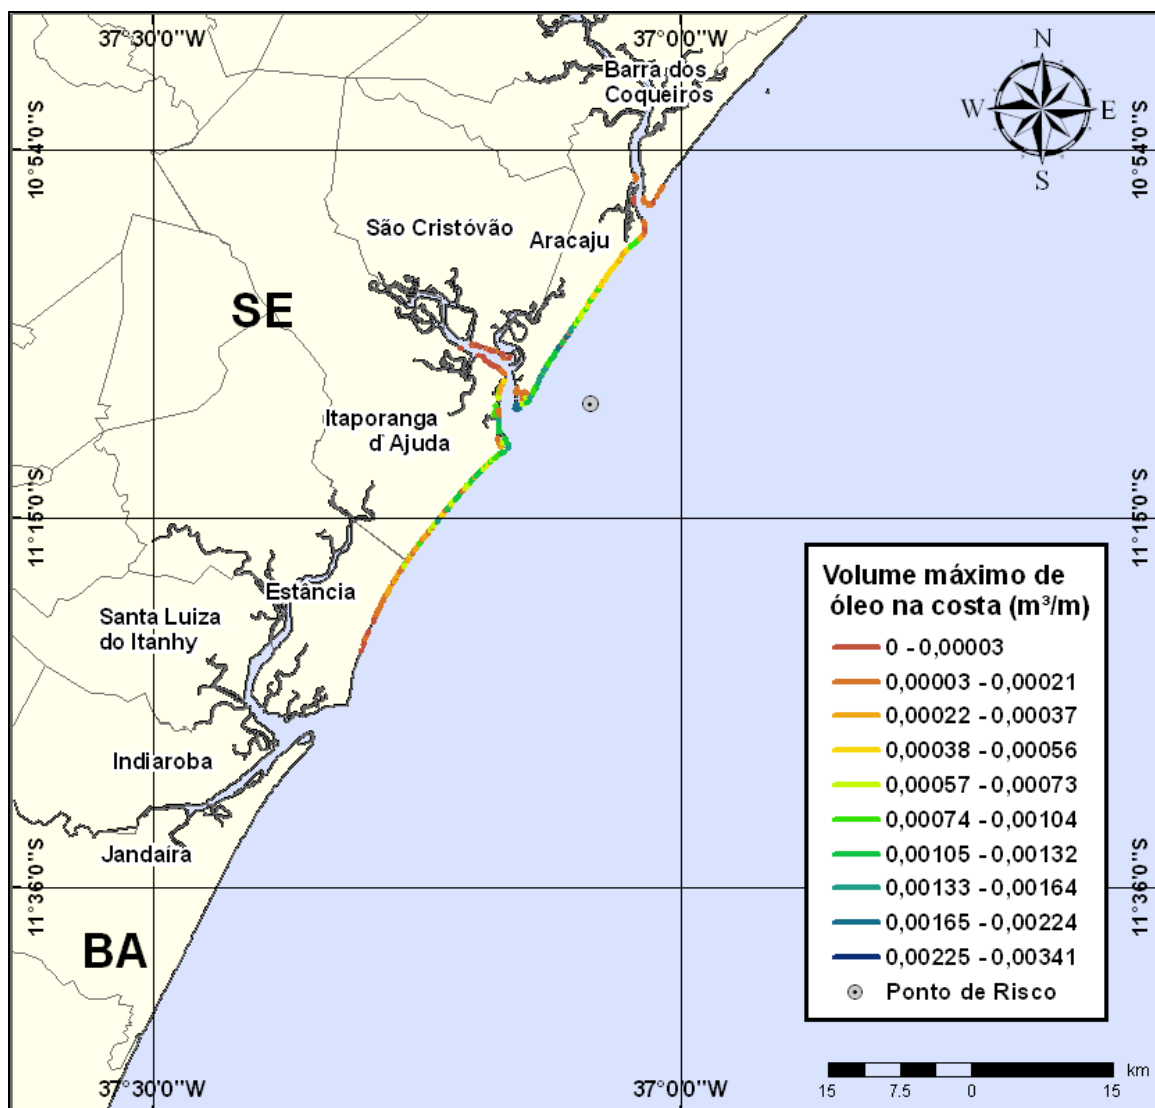 37°30'0"W
37°0'0"W
N
W
E
S
Barra dos
Coqueiros
10°54'0"S
10°54'0"S
São Cristóvão
Aracaju
SE
Itaporanga
d`Ajuda
11°15'0"S
11°15'0"S
Estância
Santa Luiza
do Itanhy
Indiaroba
Jandaíra
BA
11°36'0"S
11°36'0"S
Volume máximo de
óleo na costa (m³/m)
0 - 0,00003
0,00003 - 0,00021
0,00022 - 0,00037
0,00038 - 0,00056
0,00057 - 0,00073
0,00074 - 0,00104
0,00105 - 0,00132
0,00133 - 0,00164
0,00165 - 0,00224
0,00225 - 0,00341
Ponto de Risco
km
15 7.5 0 15
37°30'0"W
37°0'0"W